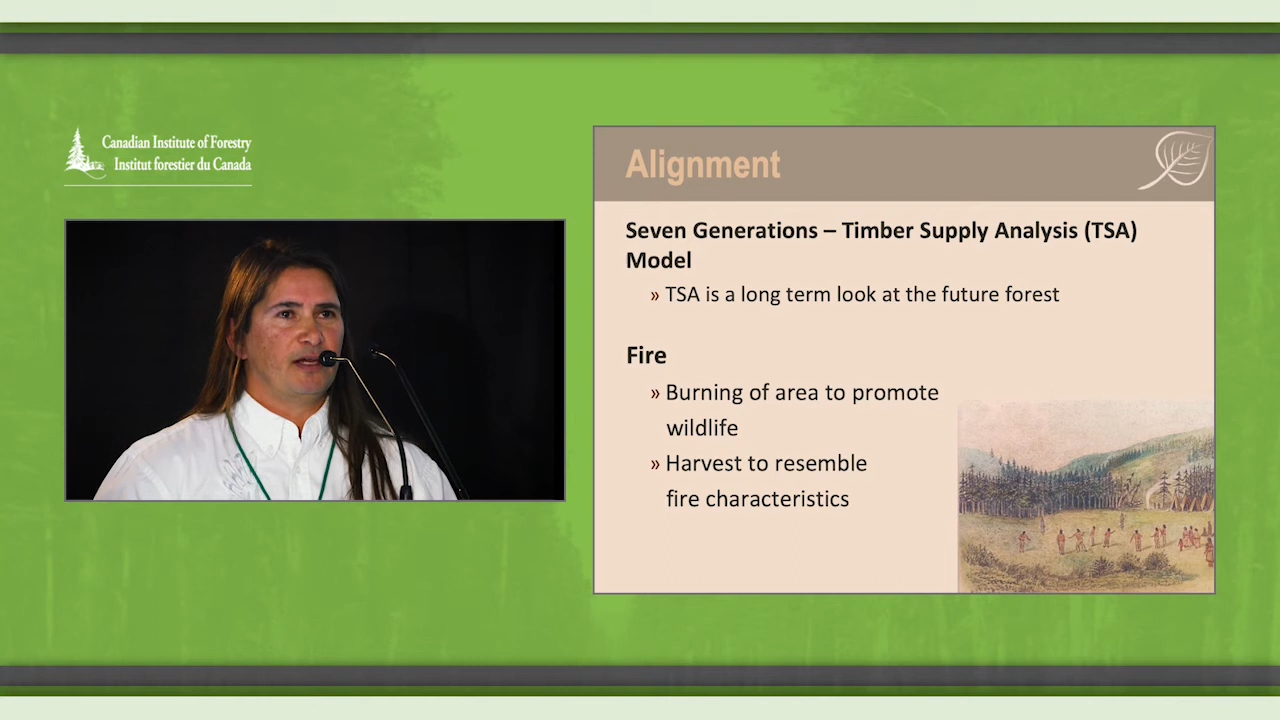 Canadian Institute of Forestry
Institut forestier du Canada
Alignment
Seven Generations – Timber Supply Analysis (TSA)
Model
» TSA is a long term look at the future forest
Fire
» Burning of area to promote
wildlife
» Harvest to resemble
fire characteristics